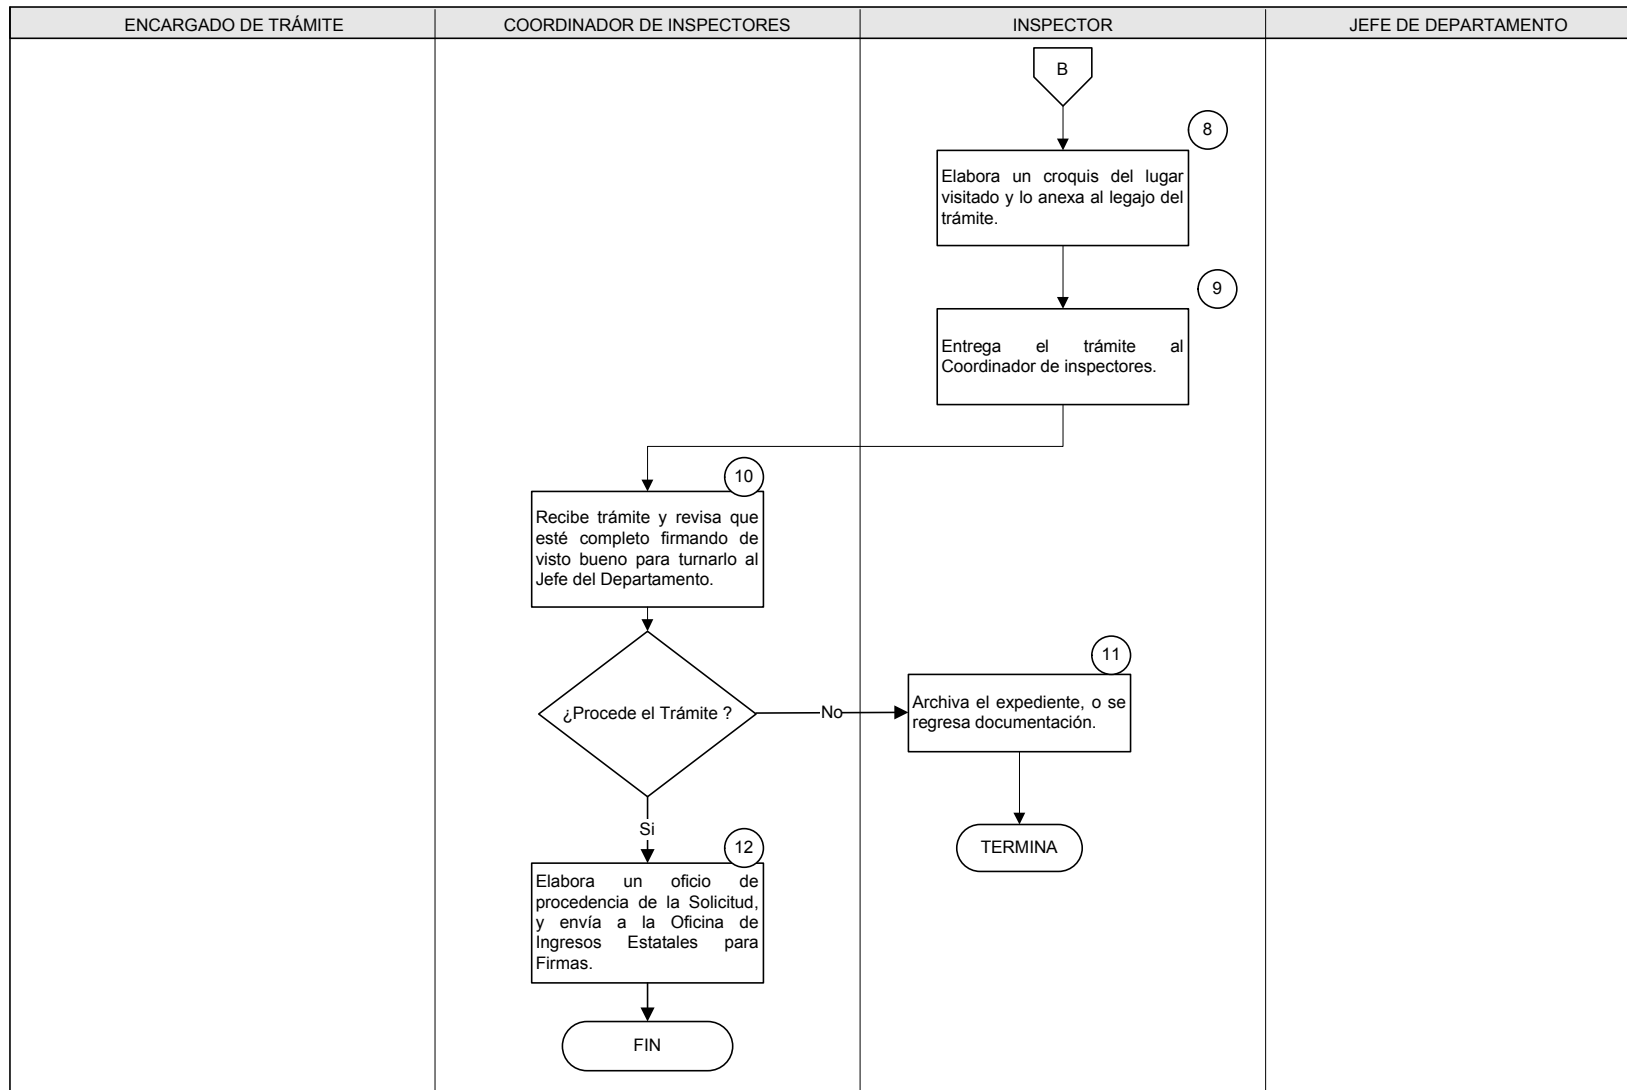 ENCARGADO DE TRÁMITE
COORDINADOR DE INSPECTORES
INSPECTOR
JEFE DE DEPARTAMENTO
B
8
Elabora un croquis del lugar
visitado y lo anexa al legajo del
trámite.
9
Entrega el trámite al
Coordinador de inspectores.
10
Recibe trámite y revisa que
esté completo firmando de
visto bueno para turnarlo al
Jefe del Departamento.
¿Procede el Trámite ?
No
11
Archiva el expediente, o se
regresa documentación.
TERMINA
Si
12
Elabora un oficio de
procedencia de la Solicitud,
y envía a la Oficina de
Ingresos Estatales para
Firmas.
FIN